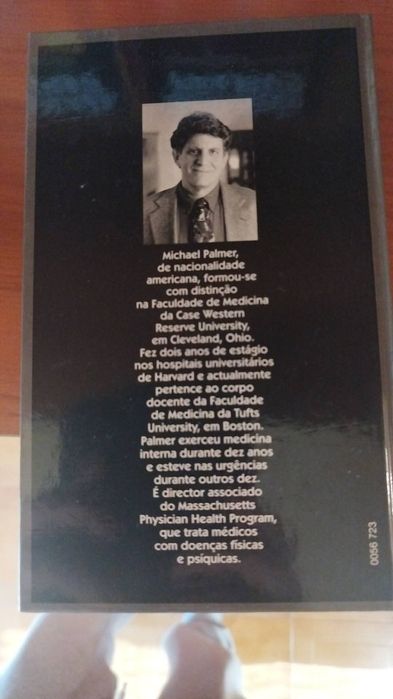 Michael Palmer,
de nacionalidade
americana, formou-se
com distinção
na Faculdade de Medicina
da Case Western
Reserve University,
em Cleveland, Ohio.
Fez dois anos de estágio
nos hospitais universitários
de Harvard e actualmente
pertence ao corpo
docente da Faculdade
de Medicina da Tufts
University, em Boston.
Palmer exerceu medicina
interna durante dez anos
e esteve nas urgências
durante outros dez.
É director associado
do Massachusetts
Physician Health Program,
que trata médicos
com doenças físicas
e psíquicas.
0056 723